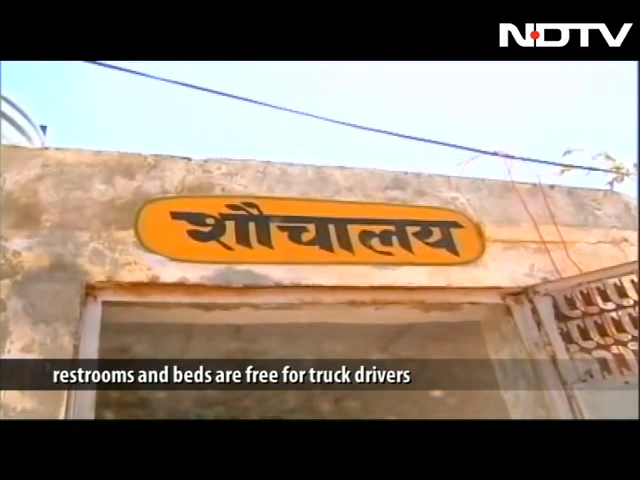 NDTV
शौचालय
restrooms and beds are free for truck drivers